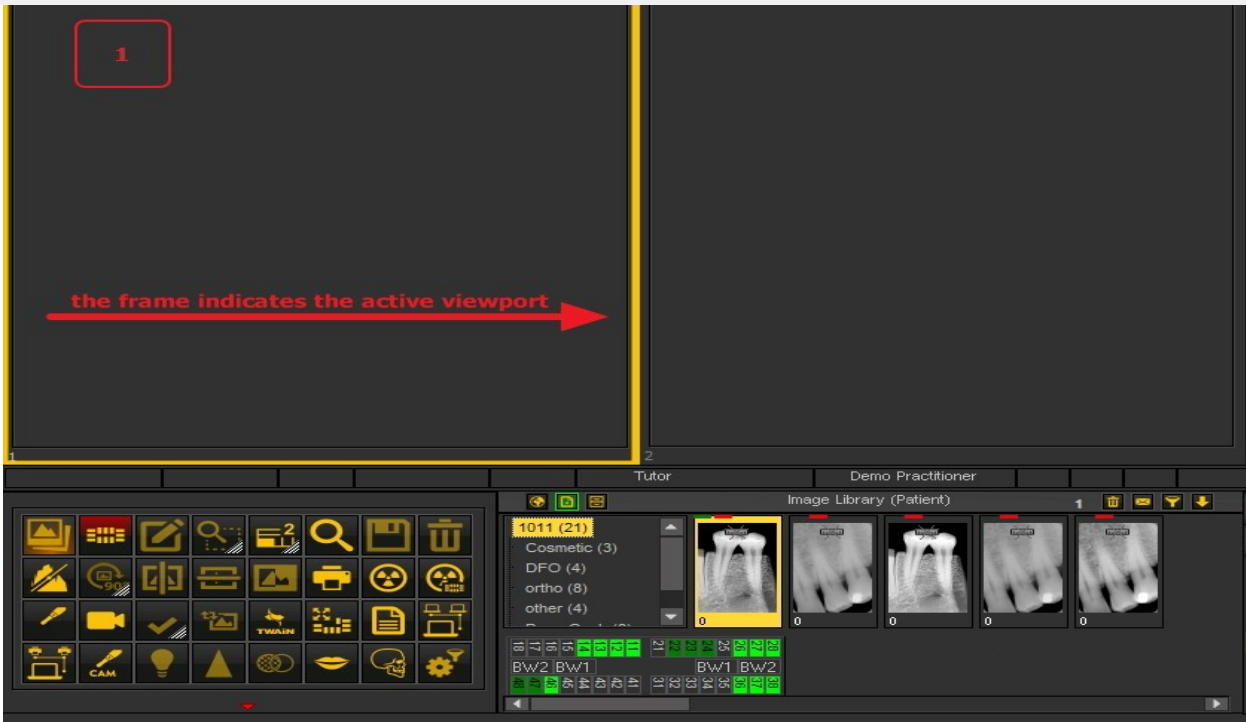 1
the frame indicates the active viewport
1
2
Tutor Demo Practitioner
Image Library (Patient) 1
1011 (21)
Cosmetic (3)
DFO (4)
ortho (8)
other (4)
2
90
TWAIN
CAM
0 0 0 0 0
18 17 16 15 14 13 12 11 21 22 23 24 25 26 27 28
BW2 BW1 BW1 BW2
48 47 46 45 44 43 42 41 31 32 33 34 35 36 37 38